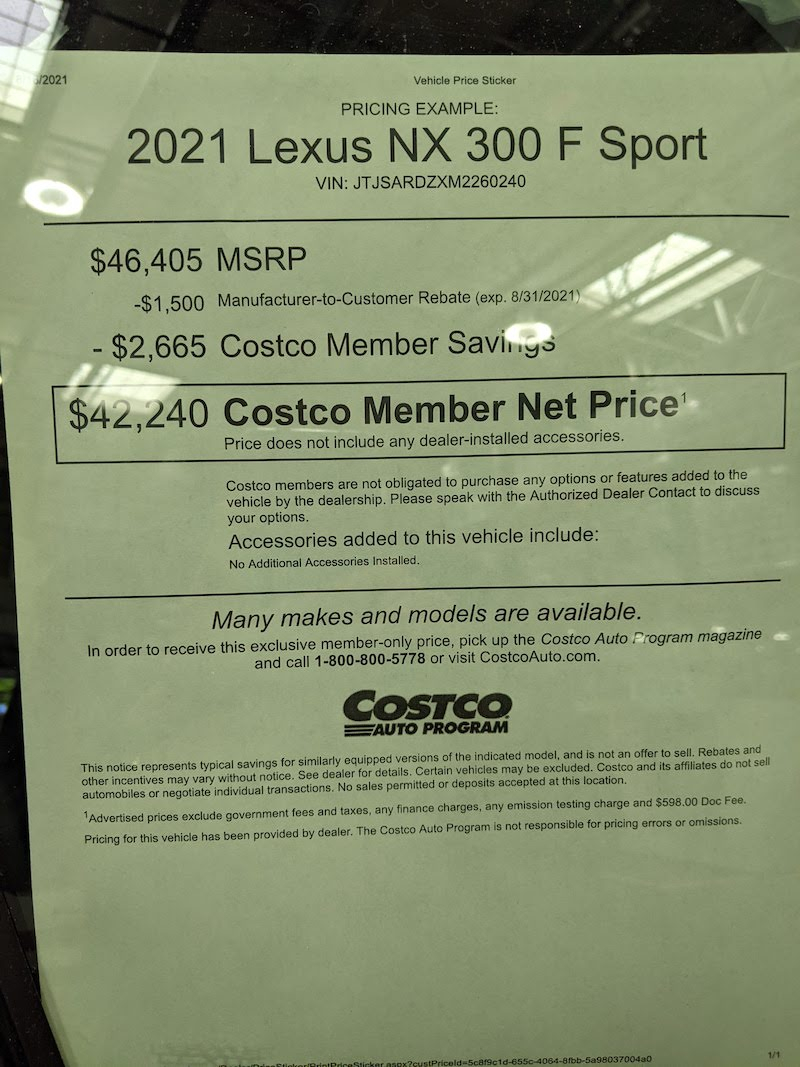 /2021
Vehicle Price Sticker
PRICING EXAMPLE:
2021 Lexus NX 300 F Sport
VIN: JTJSARDZXM2260240
$46,405 MSRP
-$1,500 Manufacturer-to-Customer Rebate (exp. 8/31/2021)
- $2,665 Costco Member Savings
$42,240 Costco Member Net Price1
Price does not include any dealer-installed accessories.
Costco members are not obligated to purchase any options or features added to the
vehicle by the dealership. Please speak with the Authorized Dealer Contact to discuss
your options.
Accessories added to this vehicle include:
No Additional Accessories Installed.
Many makes and models are available.
In order to receive this exclusive member-only price, pick up the Costco Auto Program magazine
and call 1-800-800-5778 or visit CostcoAuto.com.
COSTCO
AUTO PROGRAM
This notice represents typical savings for similarly equipped versions of the indicated model, and is not an offer to sell. Rebates and
other incentives may vary without notice. See dealer for details. Certain vehicles may be excluded. Costco and its affiliates do not sell
automobiles or negotiate individual transactions. No sales permitted or deposits accepted at this location.
1Advertised prices exclude government fees and taxes, any finance charges, any emission testing charge and $598.00 Doc Fee.
Pricing for this vehicle has been provided by dealer. The Costco Auto Program is not responsible for pricing errors or omissions.
PrintPriceSticker.aspx?custPriceId=5c8f9c1d-655c-4064-8fbb-5a98037004a0
1/1